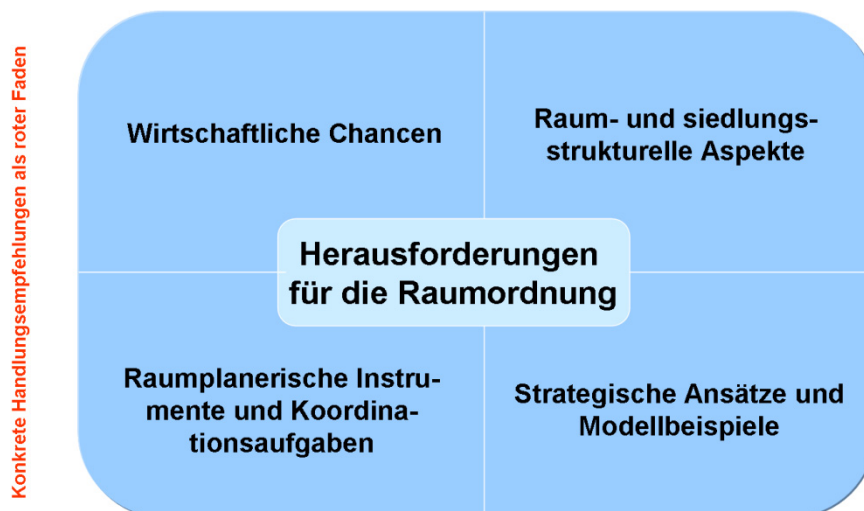 Konkrete Handlungsempfehlungen als roter Faden
Wirtschaftliche Chancen
Raum- und siedlungs-
strukturelle Aspekte
Herausforderungen
für die Raumordnung
Raumplanerische Instru-
mente und Koordina-
tionsaufgaben
Strategische Ansätze und
Modellbeispiele